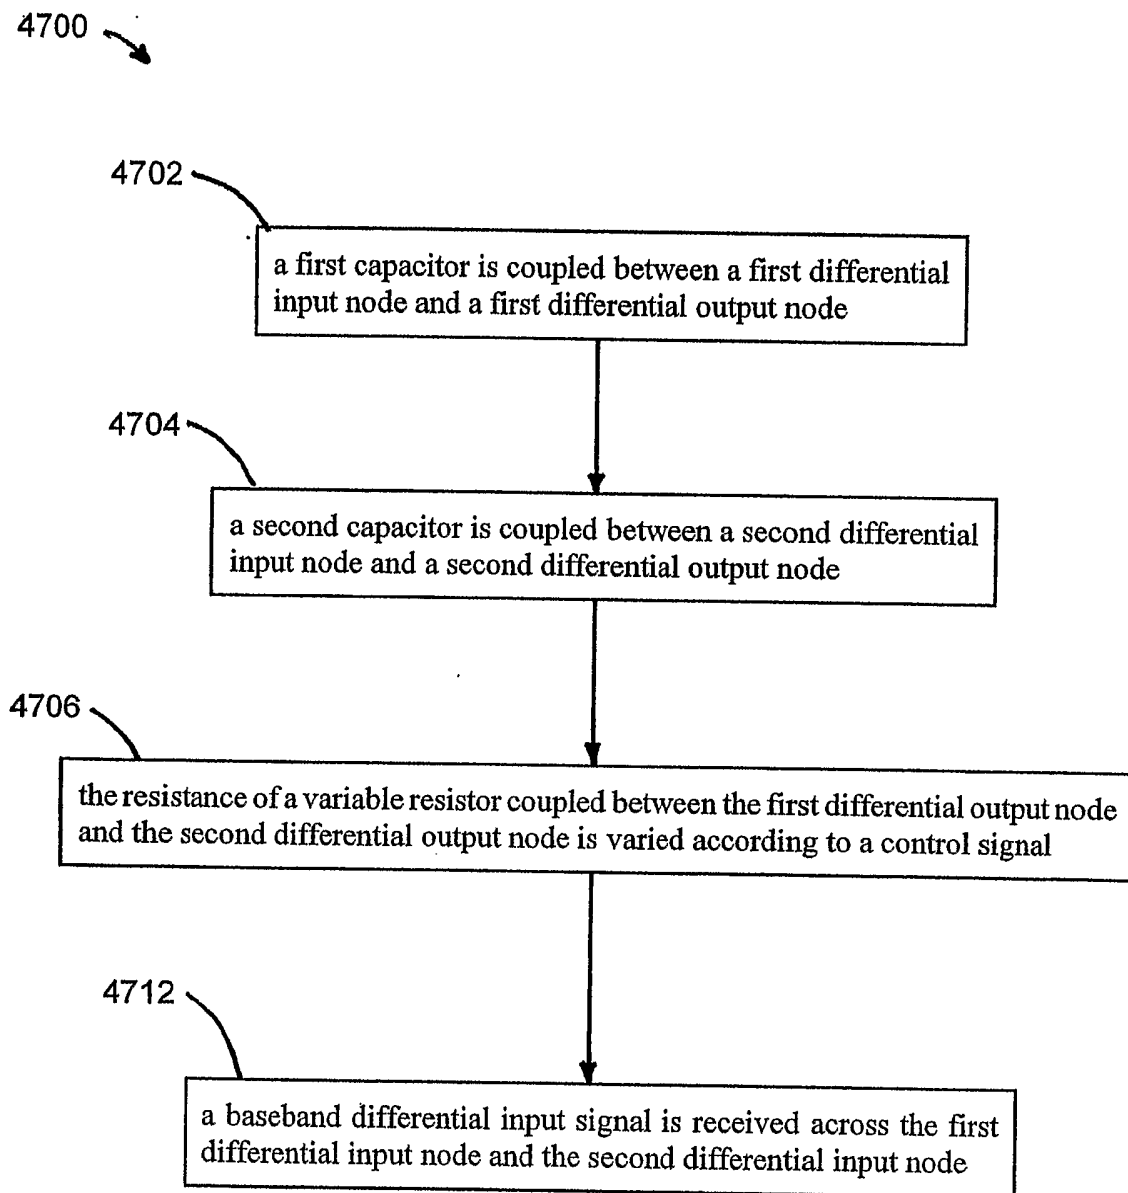 4700
4702
a first capacitor is coupled between a first differential
input node and a first differential output node
4704
a second capacitor is coupled between a second differential
input node and a second differential output node
4706
the resistance of a variable resistor coupled between the first differential output node
and the second differential output node is varied according to a control signal
4712
a baseband differential input signal is received across the first
differential input node and the second differential input node